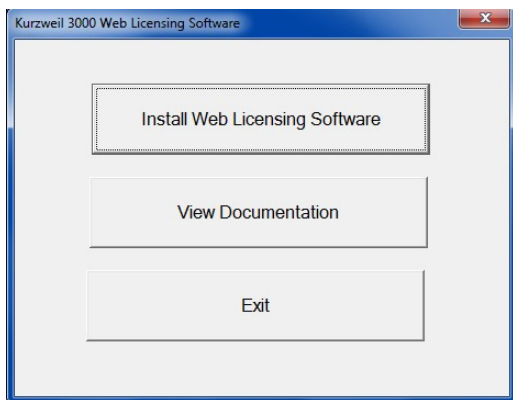 Kurzweil 3000 Web Licensing Software
Install Web Licensing Software
View Documentation
Exit